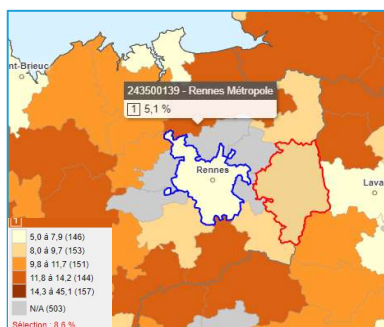 nt-Brieuc
243500139 - Rennes Métropole
1 5,1 %
Rennes
Lava
1
5,0 à 7,9 (146)
8,0 à 9,7 (153)
9,8 à 11,7 (151)
11,8 à 14,2 (144)
14,3 à 45,1 (157)
N/A (503)
Sélection : 8,6 %